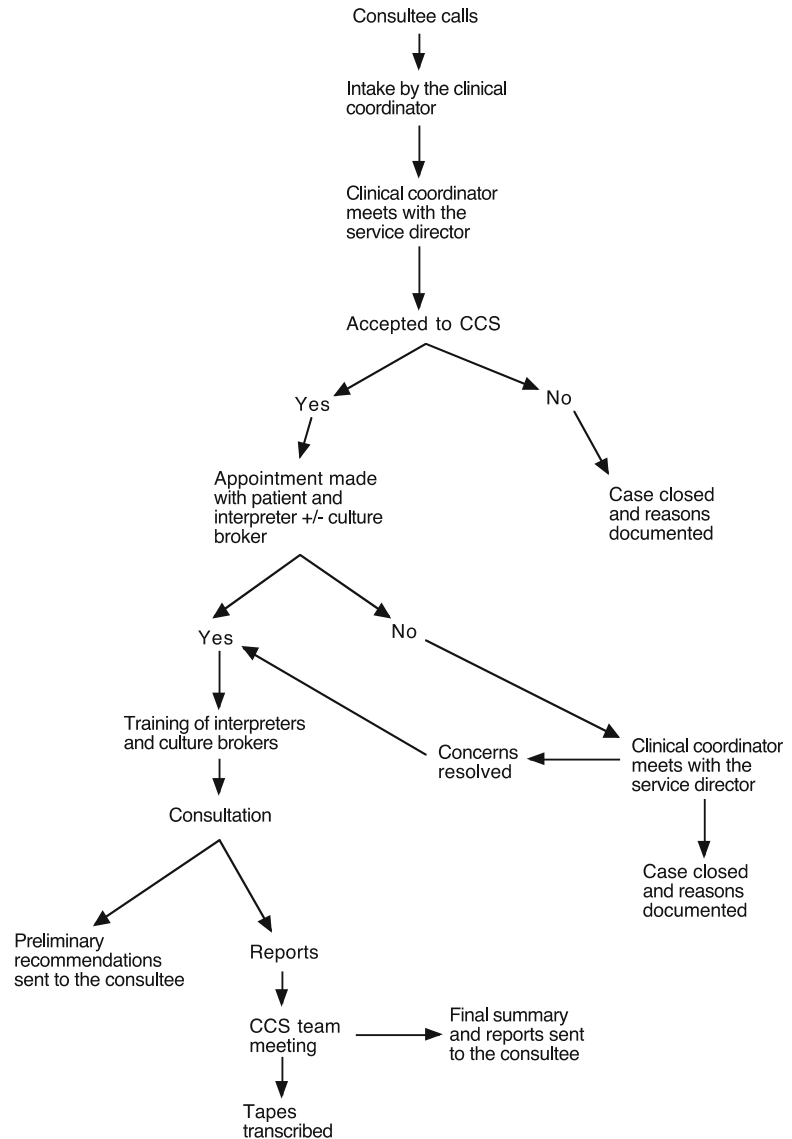 Consultee calls
Intake by the clinical
coordinator
Clinical coordinator
meets with the
service director
Accepted to CCS
Yes
No
Appointment made
with patient and
interpreter +/- culture
broker
Case closed
and reasons
documented
Yes
No
Training of interpreters
and culture brokers
Concerns
resolved
Clinical coordinator
meets with the
service director
Consultation
Case closed
and reasons
documented
Preliminary
recommendations
sent to the consultee
Reports
CCS team
meeting
Final summary
and reports sent
to the consultee
Tapes
transcribed